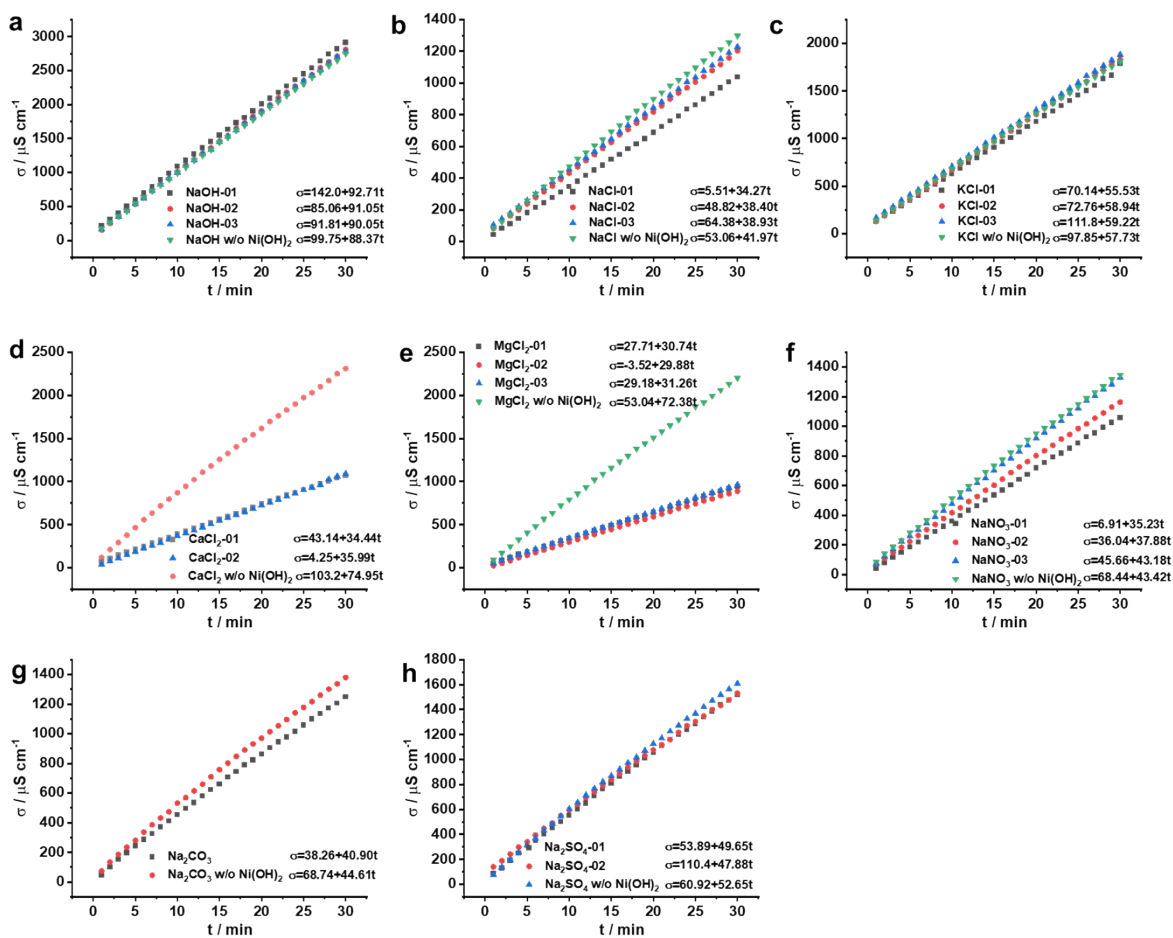 a
σ / μS cm⁻¹
3000
2500
2000
1500
1000
500
0
NaOH-01 σ=142.0+92.71t
NaOH-02 σ=85.06+91.05t
NaOH-03 σ=91.81+90.05t
NaOH w/o Ni(OH)₂ σ=99.75+88.37t
0 5 10 15 20 25 30
t / min
b
σ / μS cm⁻¹
1400
1200
1000
800
600
400
200
0
NaCl-01 σ=5.51+34.27t
NaCl-02 σ=48.82+38.40t
NaCl-03 σ=64.38+38.93t
NaCl w/o Ni(OH)₂ σ=53.06+41.97t
0 5 10 15 20 25 30
t / min
c
σ / μS cm⁻¹
2000
1500
1000
500
0
KCl-01 σ=70.14+55.53t
KCl-02 σ=72.76+58.94t
KCl-03 σ=111.8+59.22t
KCl w/o Ni(OH)₂ σ=97.85+57.73t
0 5 10 15 20 25 30
t / min
d
σ / μS cm⁻¹
2500
2000
1500
1000
500
0
CaCl₂-01 σ=43.14+34.44t
CaCl₂-02 σ=4.25+35.99t
CaCl₂ w/o Ni(OH)₂ σ=103.2+74.95t
0 5 10 15 20 25 30
t / min
e
σ / μS cm⁻¹
2500
2000
1500
1000
500
0
MgCl₂-01 σ=27.71+30.74t
MgCl₂-02 σ=-3.52+29.88t
MgCl₂-03 σ=29.18+31.26t
MgCl₂ w/o Ni(OH)₂ σ=53.04+72.38t
0 5 10 15 20 25 30
t / min
f
σ / μS cm⁻¹
1400
1200
1000
800
600
400
200
0
NaNO₃-01 σ=6.91+35.23t
NaNO₃-02 σ=36.04+37.88t
NaNO₃-03 σ=45.66+43.18t
NaNO₃ w/o Ni(OH)₂ σ=68.44+43.42t
0 5 10 15 20 25 30
t / min
g
σ / μS cm⁻¹
1400
1200
1000
800
600
400
200
0
Na₂CO₃ σ=38.26+40.90t
Na₂CO₃ w/o Ni(OH)₂ σ=68.74+44.61t
0 5 10 15 20 25 30
t / min
h
σ / μS cm⁻¹
1800
1600
1400
1200
1000
800
600
400
200
0
Na₂SO₄-01 σ=53.89+49.65t
Na₂SO₄-02 σ=110.4+47.88t
Na₂SO₄ w/o Ni(OH)₂ σ=60.92+52.65t
0 5 10 15 20 25 30
t / min